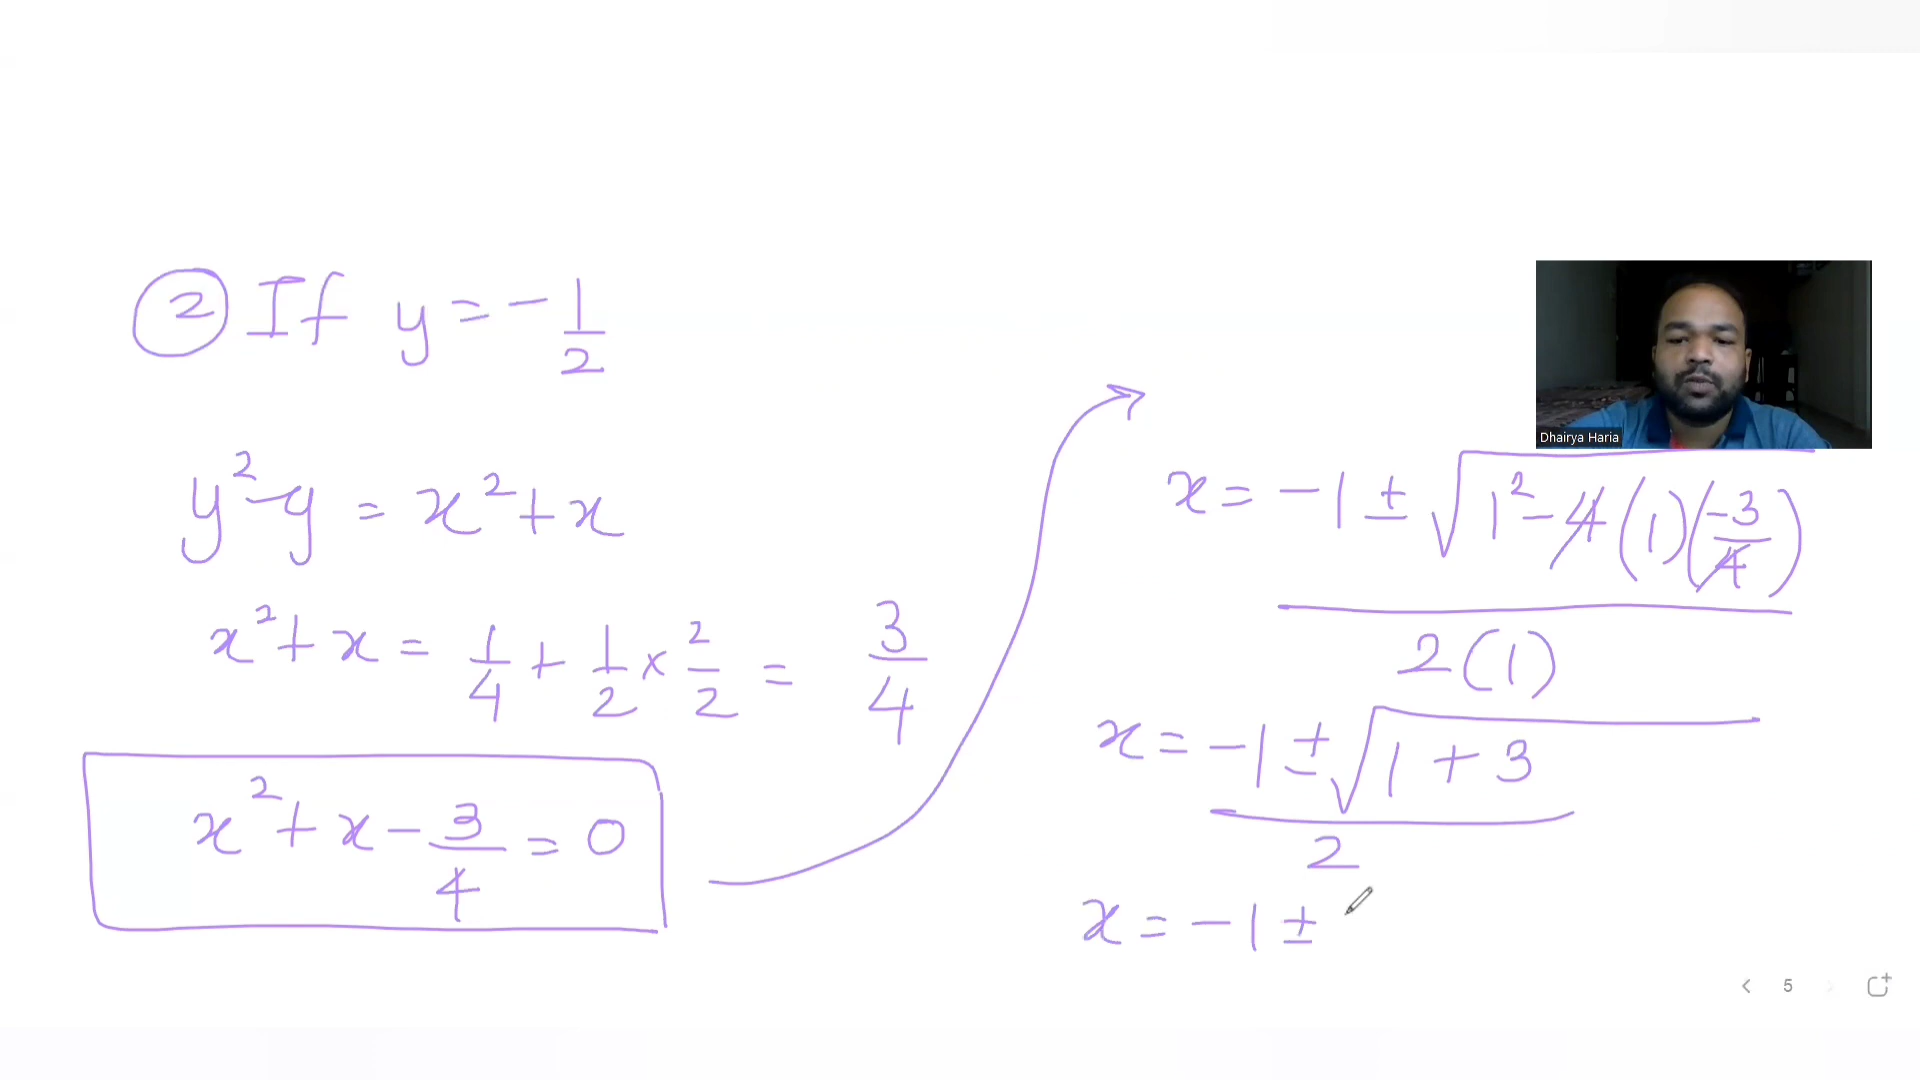 ② If y = -1/2
y² - y = x² + x
x² + x = 1/4 + 1/2 × 2/2 = 3/4
x² + x - 3/4 = 0
Dhairya Haria
x = -1 ± √(1² - 4(1)(-3/4)) / 2(1)
x = -1 ± √(1 + 3) / 2
x = -1 ±
5